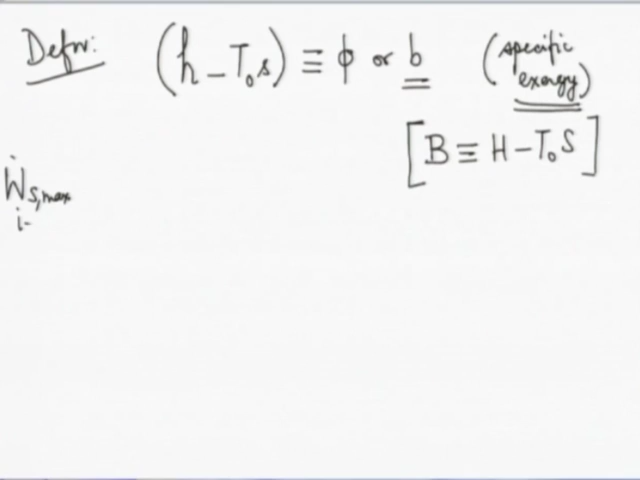 Defn: (h - T₀s) ≡ ϕ or b (specific exergy)
[B ≡ H - T₀S]
Ẇs,max
i-